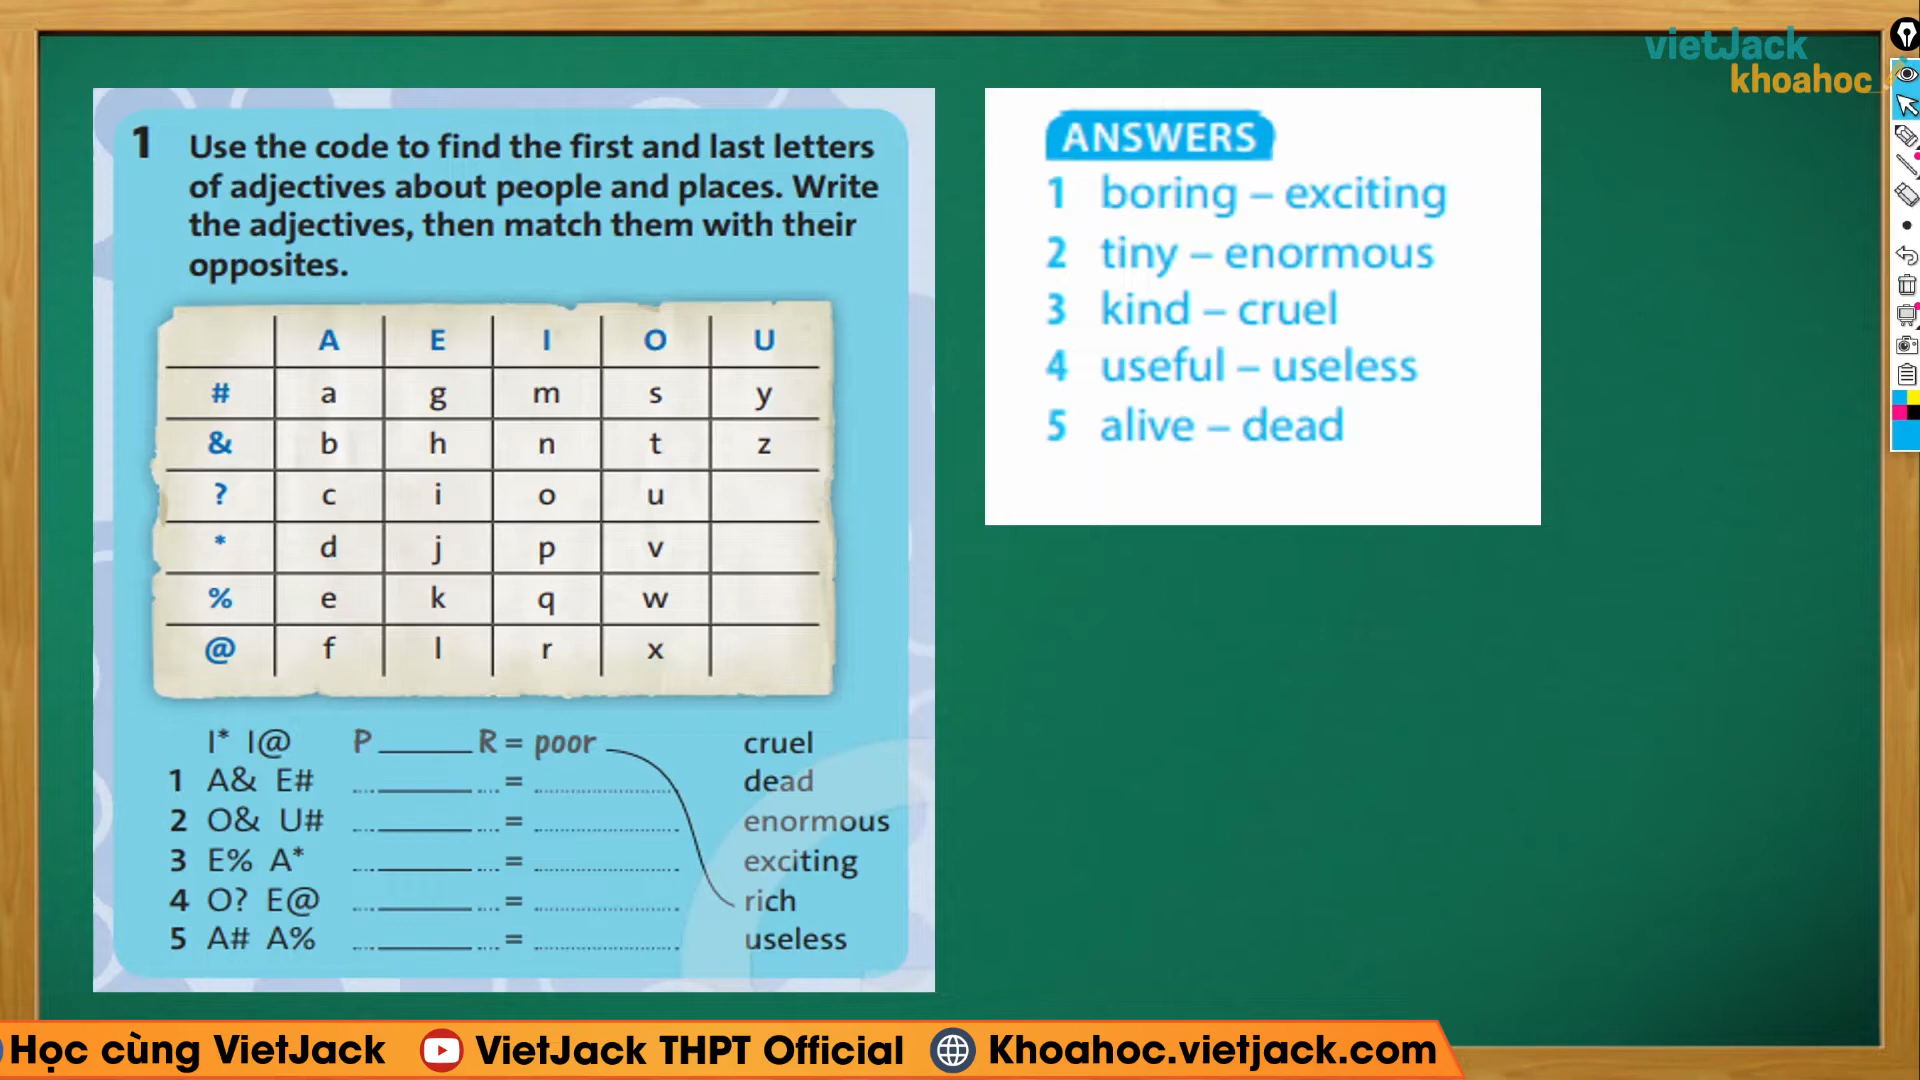 vietJack
khoahoc
1 Use the code to find the first and last letters
of adjectives about people and places. Write
the adjectives, then match them with their
opposites.
A E I O U
# a g m s y
& b h n t z
? c i o u
* d j p v
% e k q w
@ f l r x
I* I@ P ______ R = poor cruel
1 A& E# = dead
2 O& U# = enormous
3 E% A* = exciting
4 O? E@ = rich
5 A# A% = useless
ANSWERS
1 boring – exciting
2 tiny – enormous
3 kind – cruel
4 useful – useless
5 alive – dead
Học cùng VietJack VietJack THPT Official Khoahoc.vietjack.com